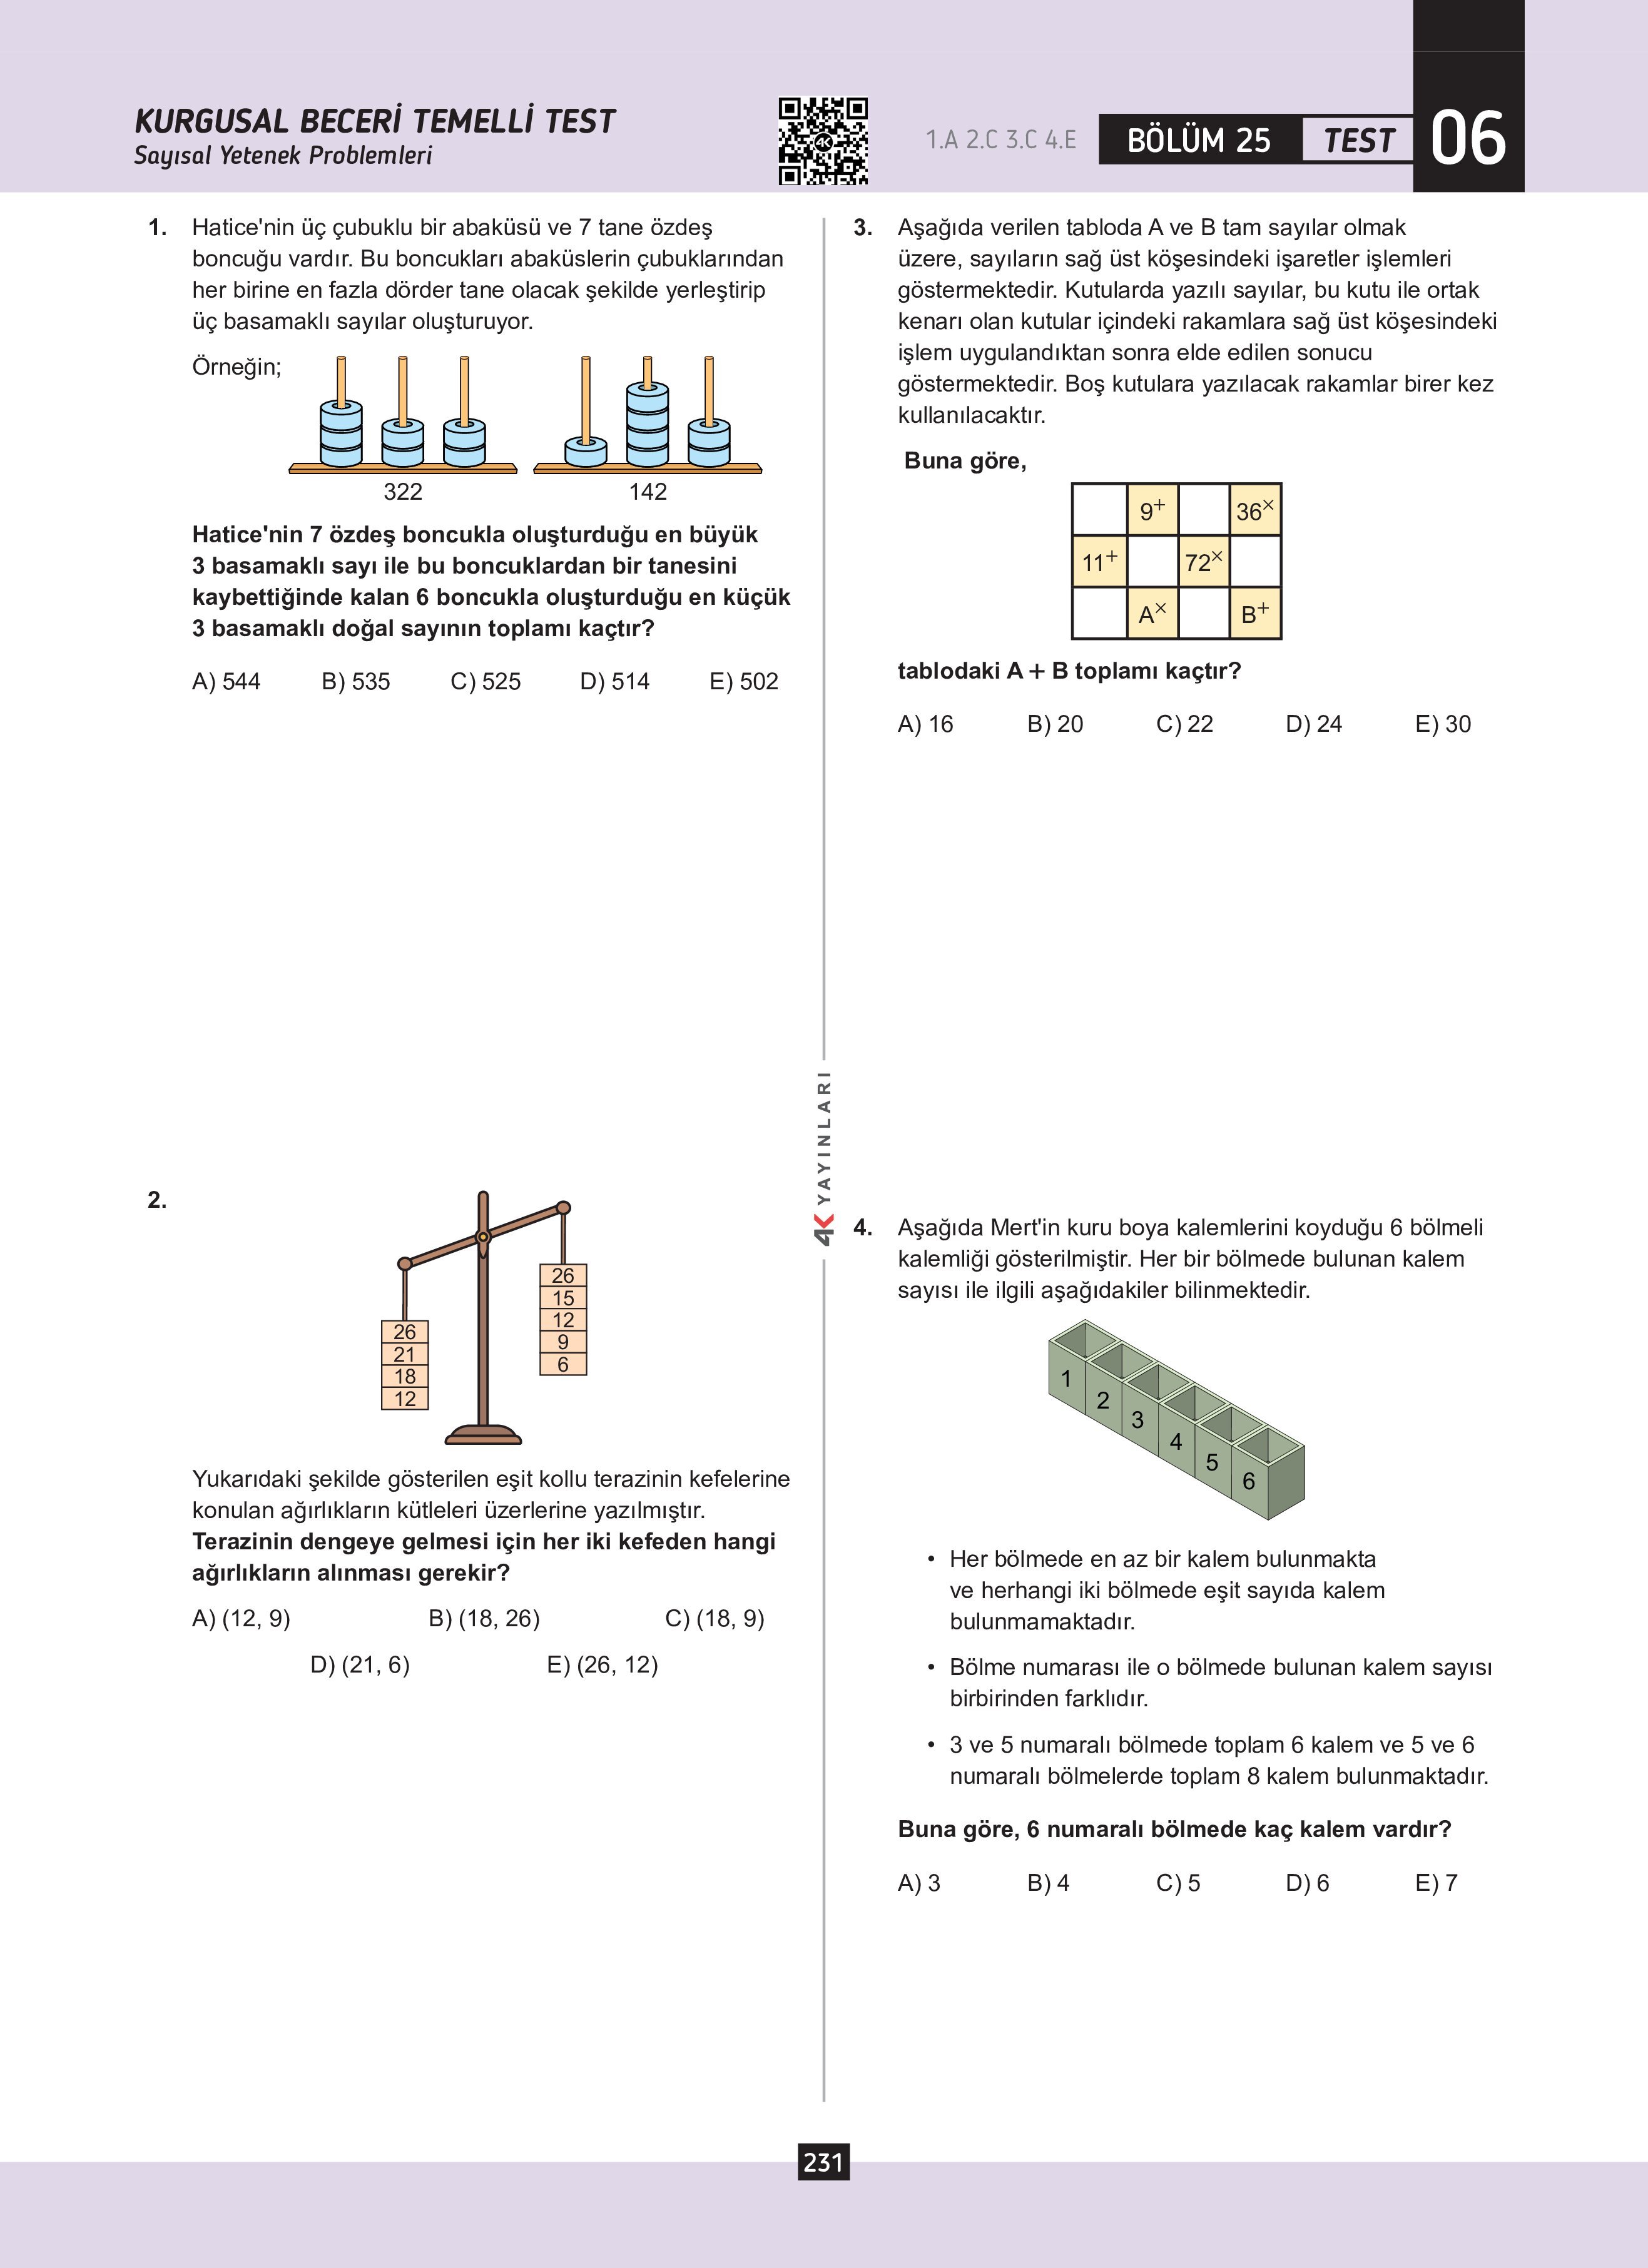 KURGUSAL BECERİ TEMELLİ TEST
Sayısal Yetenek Problemleri
4K
1.A 2.C 3.C 4.E
BÖLÜM 25
TEST
06
1. Hatice'nin üç çubuklu bir abaküsü ve 7 tane özdeş
boncuğu vardır. Bu boncukları abaküslerin çubuklarından
her birine en fazla dörder tane olacak şekilde yerleştirip
üç basamaklı sayılar oluşturuyor.
Örneğin;
322
142
Hatice'nin 7 özdeş boncukla oluşturduğu en büyük
3 basamaklı sayı ile bu boncuklardan bir tanesini
kaybettiğinde kalan 6 boncukla oluşturduğu en küçük
3 basamaklı doğal sayının toplamı kaçtır?
A) 544 B) 535 C) 525 D) 514 E) 502
2.
26
21
18
12
26
15
12
9
6
Yukarıdaki şekilde gösterilen eşit kollu terazinin kefelerine
konulan ağırlıkların kütleleri üzerlerine yazılmıştır.
Terazinin dengeye gelmesi için her iki kefeden hangi
ağırlıkların alınması gerekir?
A) (12, 9) B) (18, 26) C) (18, 9)
D) (21, 6) E) (26, 12)
4K YAYINLARI
3. Aşağıda verilen tabloda A ve B tam sayılar olmak
üzere, sayıların sağ üst köşesindeki işaretler işlemleri
göstermektedir. Kutularda yazılı sayılar, bu kutu ile ortak
kenarı olan kutular içindeki rakamlara sağ üst köşesindeki
işlem uygulandıktan sonra elde edilen sonucu
göstermektedir. Boş kutulara yazılacak rakamlar birer kez
kullanılacaktır.
Buna göre,
9+ 36×
11+ 72×
A× B+
tablodaki A + B toplamı kaçtır?
A) 16 B) 20 C) 22 D) 24 E) 30
4. Aşağıda Mert'in kuru boya kalemlerini koyduğu 6 bölmeli
kalemliği gösterilmiştir. Her bir bölmede bulunan kalem
sayısı ile ilgili aşağıdakiler bilinmektedir.
1
2
3
4
5
6
• Her bölmede en az bir kalem bulunmakta
ve herhangi iki bölmede eşit sayıda kalem
bulunmamaktadır.
• Bölme numarası ile o bölmede bulunan kalem sayısı
birbirinden farklıdır.
• 3 ve 5 numaralı bölmede toplam 6 kalem ve 5 ve 6
numaralı bölmelerde toplam 8 kalem bulunmaktadır.
Buna göre, 6 numaralı bölmede kaç kalem vardır?
A) 3 B) 4 C) 5 D) 6 E) 7
231